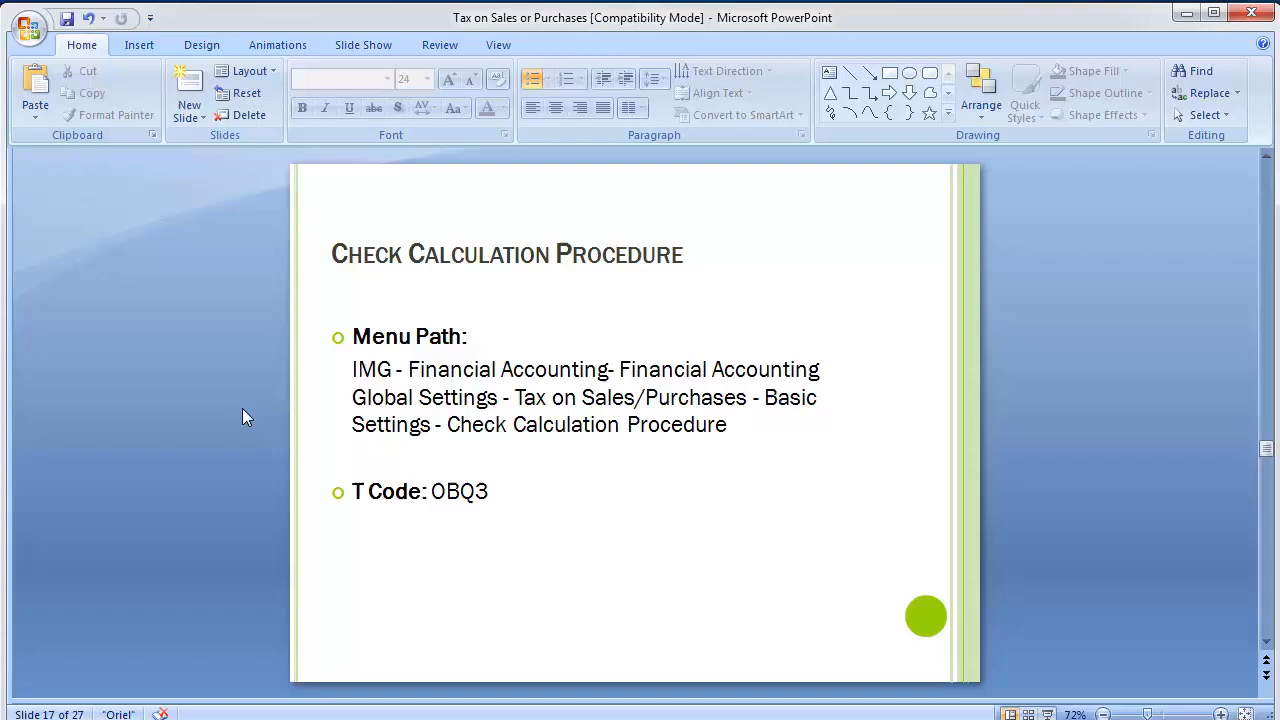 Tax on Sales or Purchases [Compatibility Mode] - Microsoft PowerPoint
Home Insert Design Animations Slide Show Review View
Paste
Cut
Copy
Format Painter
Clipboard
New
Slide
Layout
Reset
Delete
Slides
24
B I U abe S AV Aa A
Font
Text Direction
Align Text
Convert to SmartArt
Paragraph
Arrange
Quick
Styles
Shape Fill
Shape Outline
Shape Effects
Drawing
Find
Replace
Select
Editing
CHECK CALCULATION PROCEDURE
Menu Path:
IMG - Financial Accounting- Financial Accounting
Global Settings - Tax on Sales/Purchases - Basic
Settings - Check Calculation Procedure
T Code: OBQ3
Slide 17 of 27 "Oriel" 72%